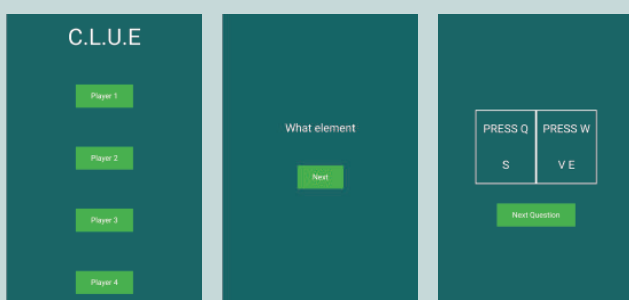 C.L.U.E
Player 1
Player 2
Player 3
Player 4
What element
Next
PRESS Q PRESS W
S V E
Next Question